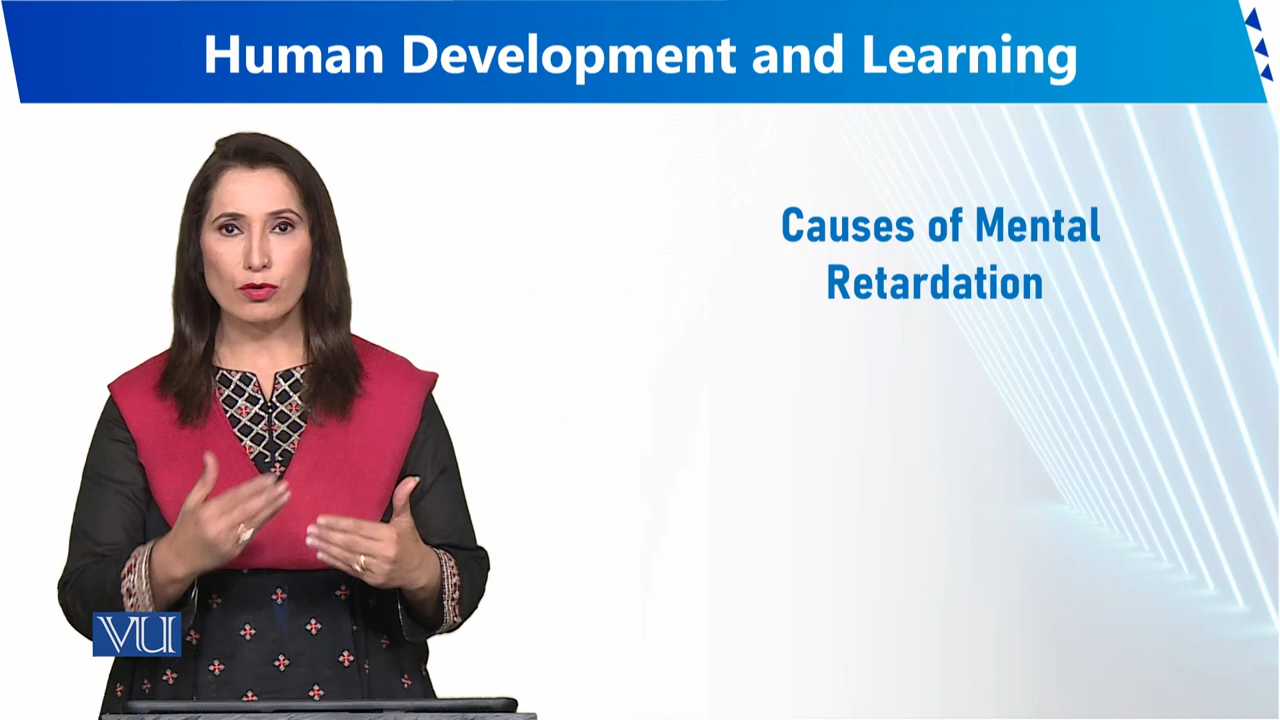 Human Development and Learning
Causes of Mental
Retardation
VU